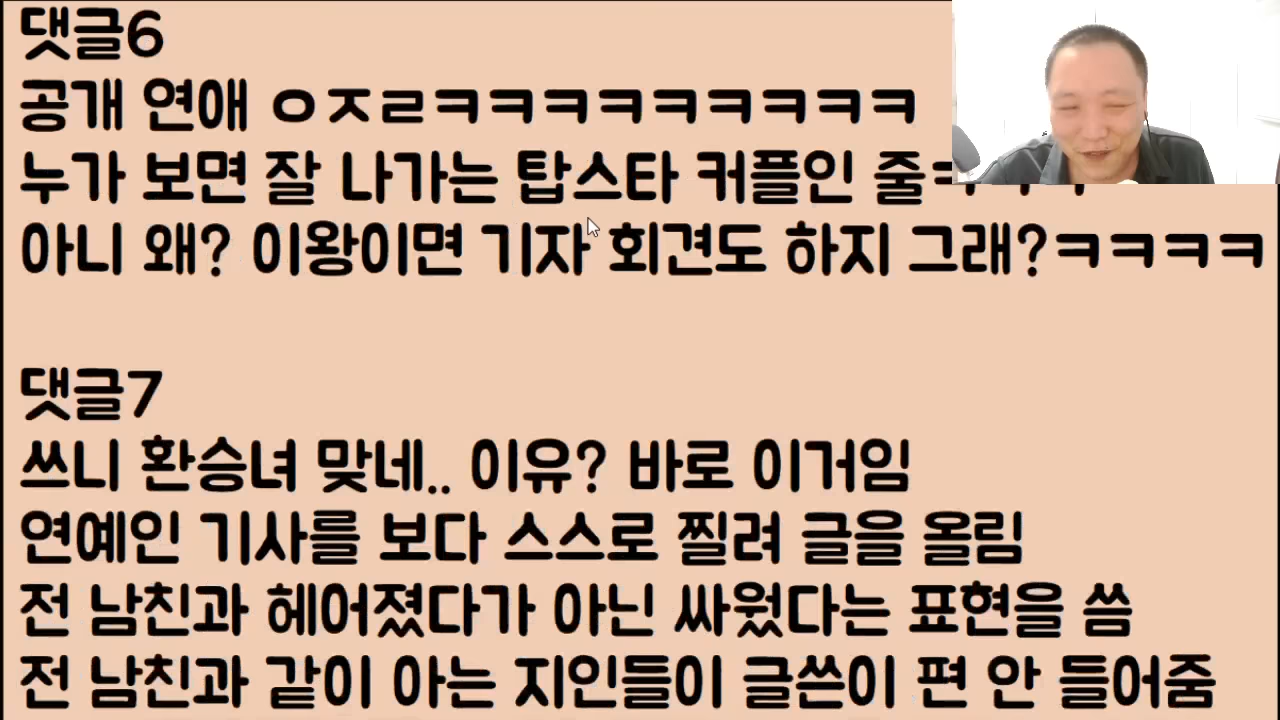 댓글6
공개 연애 ㅇㅈㄹㅋㅋㅋㅋㅋㅋㅋㅋㅋ
누가 보면 잘 나가는 탑스타 커플인 줄ㅋㅋㅋ
아니 왜? 이왕이면 기자 회견도 하지 그래?ㅋㅋㅋㅋ
댓글7
쓰니 환승녀 맞네.. 이유? 바로 이거임
연예인 기사를 보다 스스로 찔려 글을 올림
전 남친과 헤어졌다가 아닌 싸웠다는 표현을 씀
전 남친과 같이 아는 지인들이 글쓴이 편 안 들어줌